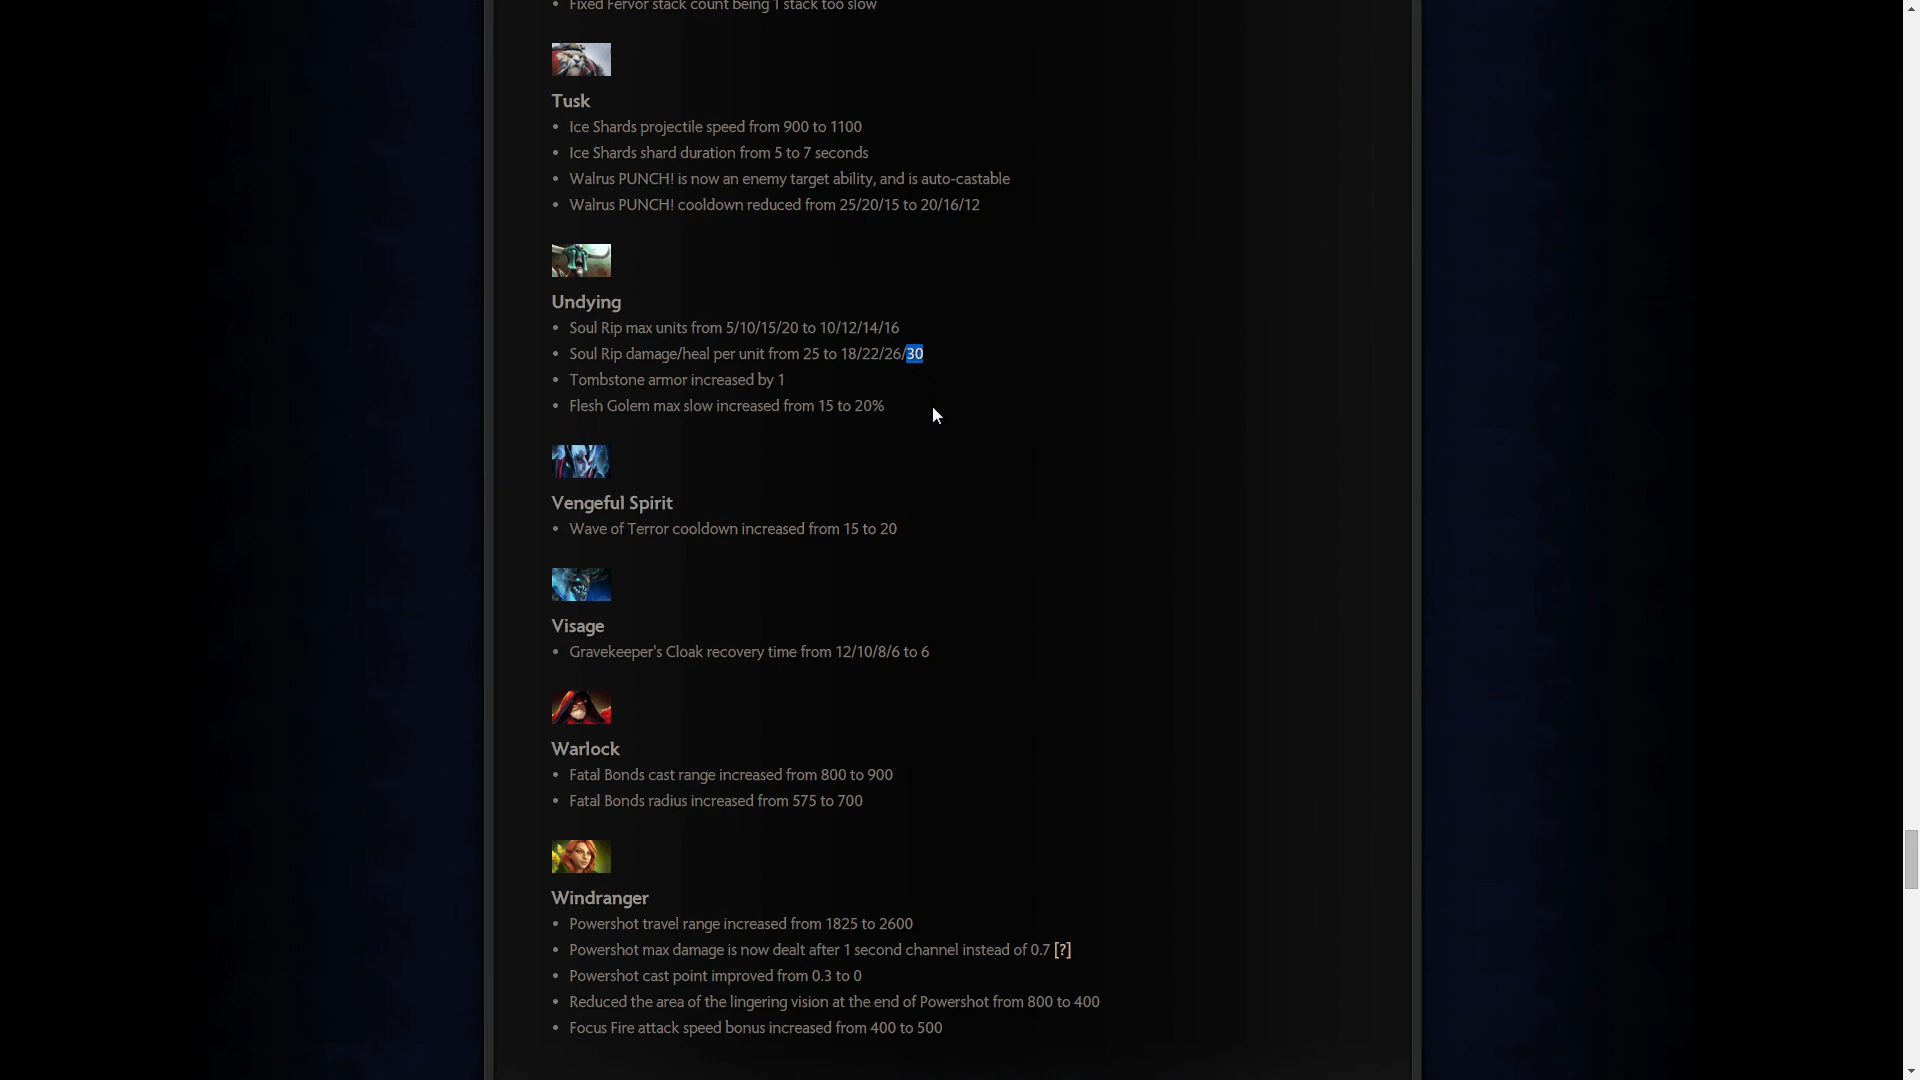 • Fixed Fervor stack count being 1 stack too slow
Tusk
• Ice Shards projectile speed from 900 to 1100
• Ice Shards shard duration from 5 to 7 seconds
• Walrus PUNCH! is now an enemy target ability, and is auto-castable
• Walrus PUNCH! cooldown reduced from 25/20/15 to 20/16/12
Undying
• Soul Rip max units from 5/10/15/20 to 10/12/14/16
• Soul Rip damage/heal per unit from 25 to 18/22/26/30
• Tombstone armor increased by 1
• Flesh Golem max slow increased from 15 to 20%
Vengeful Spirit
• Wave of Terror cooldown increased from 15 to 20
Visage
• Gravekeeper's Cloak recovery time from 12/10/8/6 to 6
Warlock
• Fatal Bonds cast range increased from 800 to 900
• Fatal Bonds radius increased from 575 to 700
Windranger
• Powershot travel range increased from 1825 to 2600
• Powershot max damage is now dealt after 1 second channel instead of 0.7 [?]
• Powershot cast point improved from 0.3 to 0
• Reduced the area of the lingering vision at the end of Powershot from 800 to 400
• Focus Fire attack speed bonus increased from 400 to 500